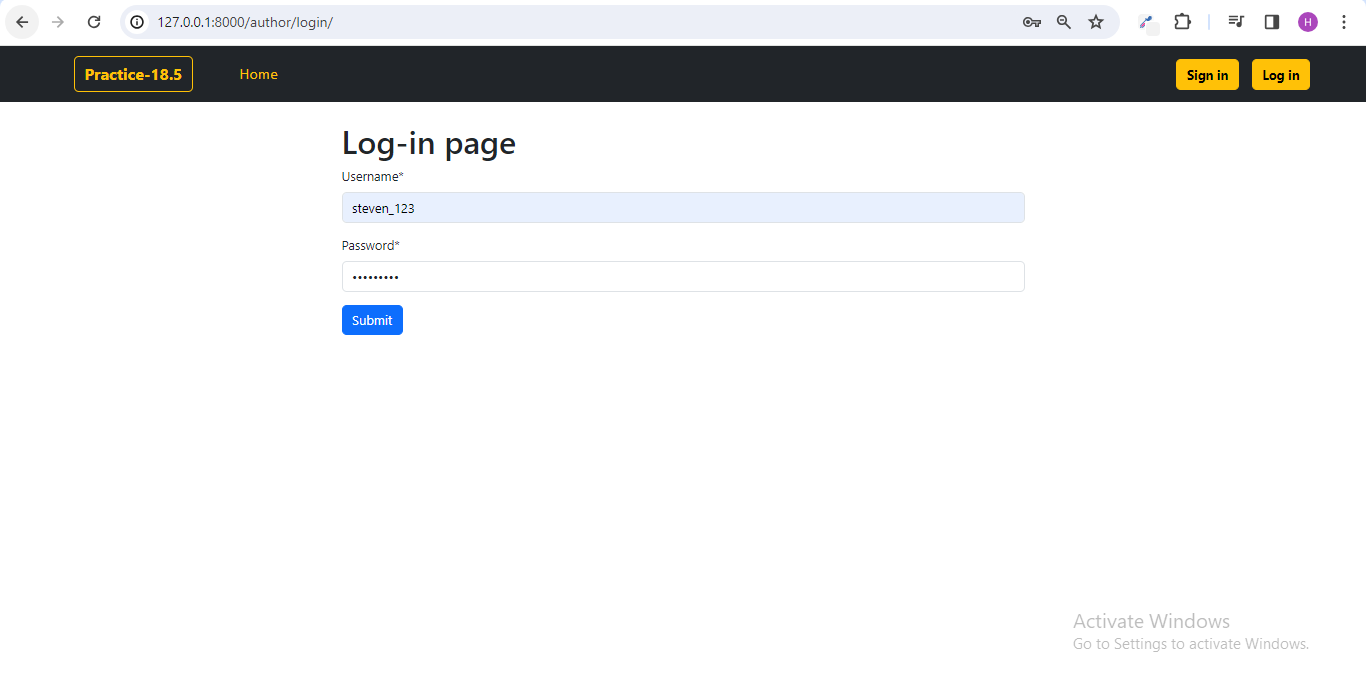 127.0.0.1:8000/author/login/
H
Practice-18.5 Home Sign in Log in
Log-in page
Username*
steven_123
Password*
•••••••••
Submit
Activate Windows
Go to Settings to activate Windows.